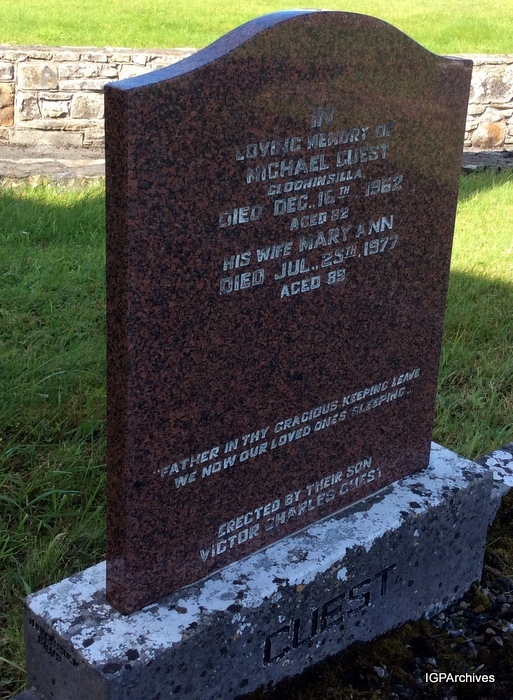 IN
LOVING MEMORY OF
MICHAEL GUEST
CLOONINSILLA
DIED DEC., 16TH 1962
AGED 82
HIS WIFE MARY ANN
DIED JUL., 25TH, 1977
AGED 89
"FATHER IN THY GRACIOUS KEEPING LEAVE
WE NOW OUR LOVED ONES SLEEPING".
ERECTED BY THEIR SON
VICTOR CHARLES GUEST
GUEST
IGPArchives